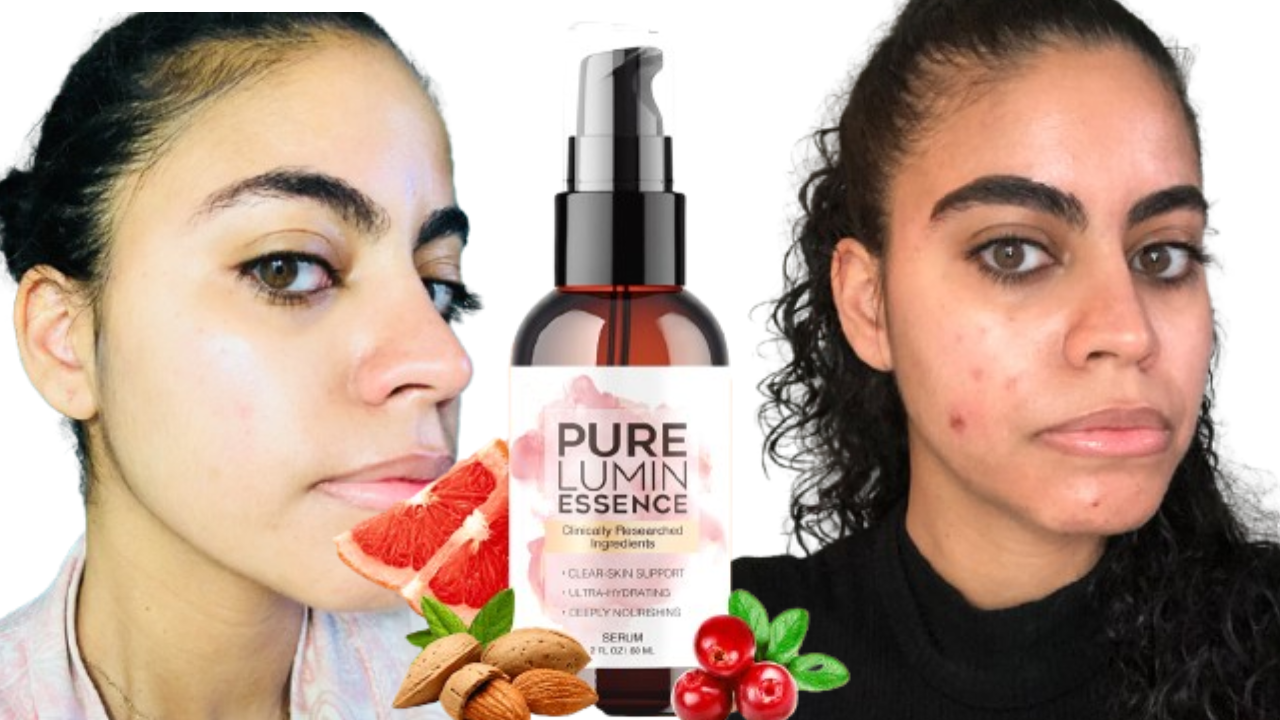 PURE
LUMIN
ESSENCE
Clinically Researched
Ingredients
• CLEAR-SKIN SUPPORT
• ULTRA-HYDRATING
• DEEPLY NOURISHING
SERUM
2 FL OZ | 60 ML